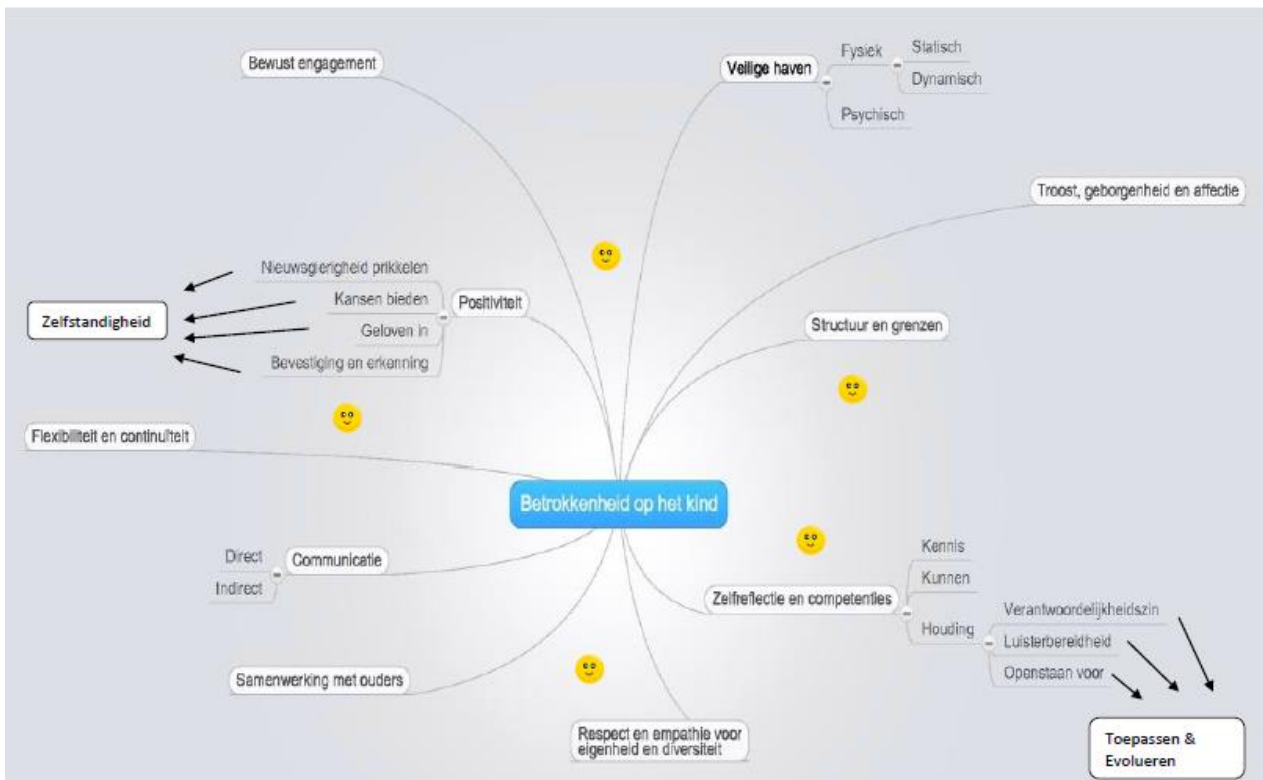 Bewust engagement
Veilige haven
Fysiek
Statisch
Dynamisch
Psychisch
Troost, geborgenheid en affectie
Nieuwsgierigheid prikkelen
Kansen bieden
Geloven in
Bevestiging en erkenning
Positiviteit
Zelfstandigheid
Structuur en grenzen
Flexibiliteit en continuïteit
Betrokkenheid op het kind
Direct
Indirect
Communicatie
Zelfreflectie en competenties
Kennis
Kunnen
Houding
Verantwoordelijkheidszin
Luisterbereidheid
Openstaan voor
Samenwerking met ouders
Respect en empathie voor
eigenheid en diversiteit
Toepassen &
Evolueren